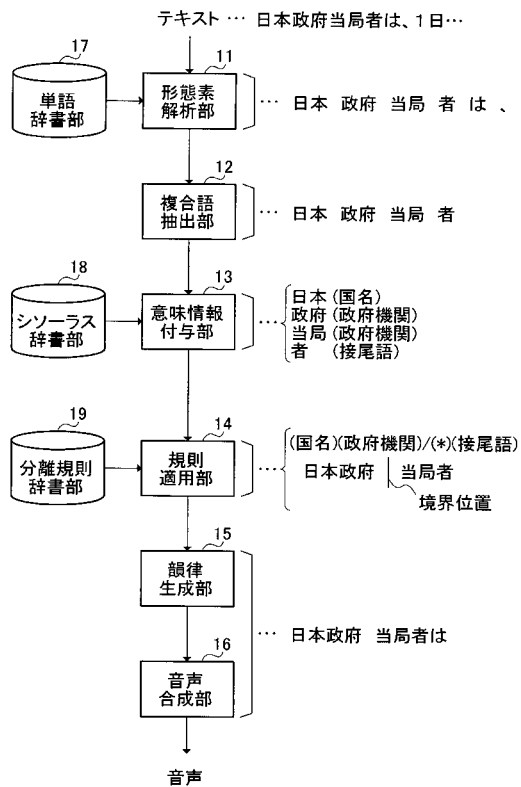 テキスト … 日本政府当局者は、1日…
17
単語
辞書部
11
形態素
解析部
… 日本 政府 当局 者 は 、
12
複合語
抽出部
… 日本 政府 当局 者
18
シソーラス
辞書部
13
意味情報
付与部
… 日本 (国名)
政府 (政府機関)
当局 (政府機関)
者 (接尾語)
19
分離規則
辞書部
14
規則
適用部
… (国名)(政府機関)/(*)(接尾語)
日本政府 当局者
境界位置
15
韻律
生成部
… 日本政府 当局者は
16
音声
合成部
音声